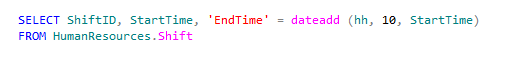 SELECT ShiftID, StartTime, 'EndTime' = dateadd (hh, 10, StartTime)
FROM HumanResources.Shift